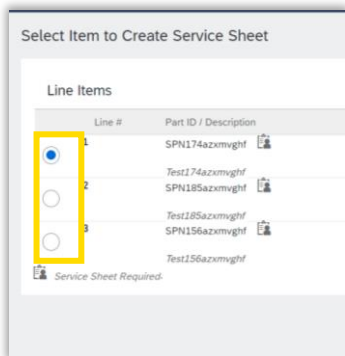 Select Item to Create Service Sheet
Line Items
Line # Part ID / Description
1 SPN174azxmvghf
Test174azxmvghf
2 SPN185azxmvghf
Test185azxmvghf
3 SPN156azxmvghf
Test156azxmvghf
Service Sheet Required.